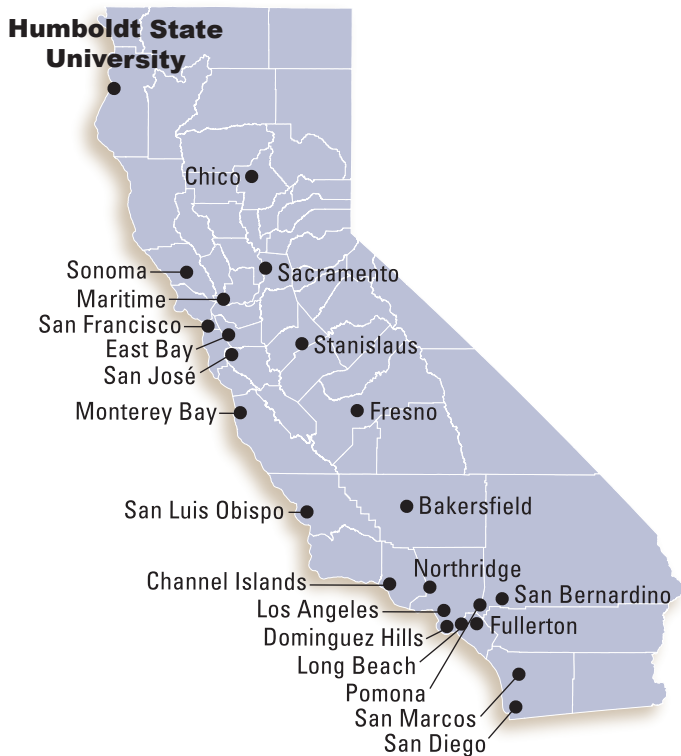 Humboldt State
University
Chico
Sonoma
Sacramento
Maritime
San Francisco
East Bay
Stanislaus
San José
Monterey Bay
Fresno
San Luis Obispo
Bakersfield
Northridge
Channel Islands
San Bernardino
Los Angeles
Fullerton
Dominguez Hills
Long Beach
Pomona
San Marcos
San Diego